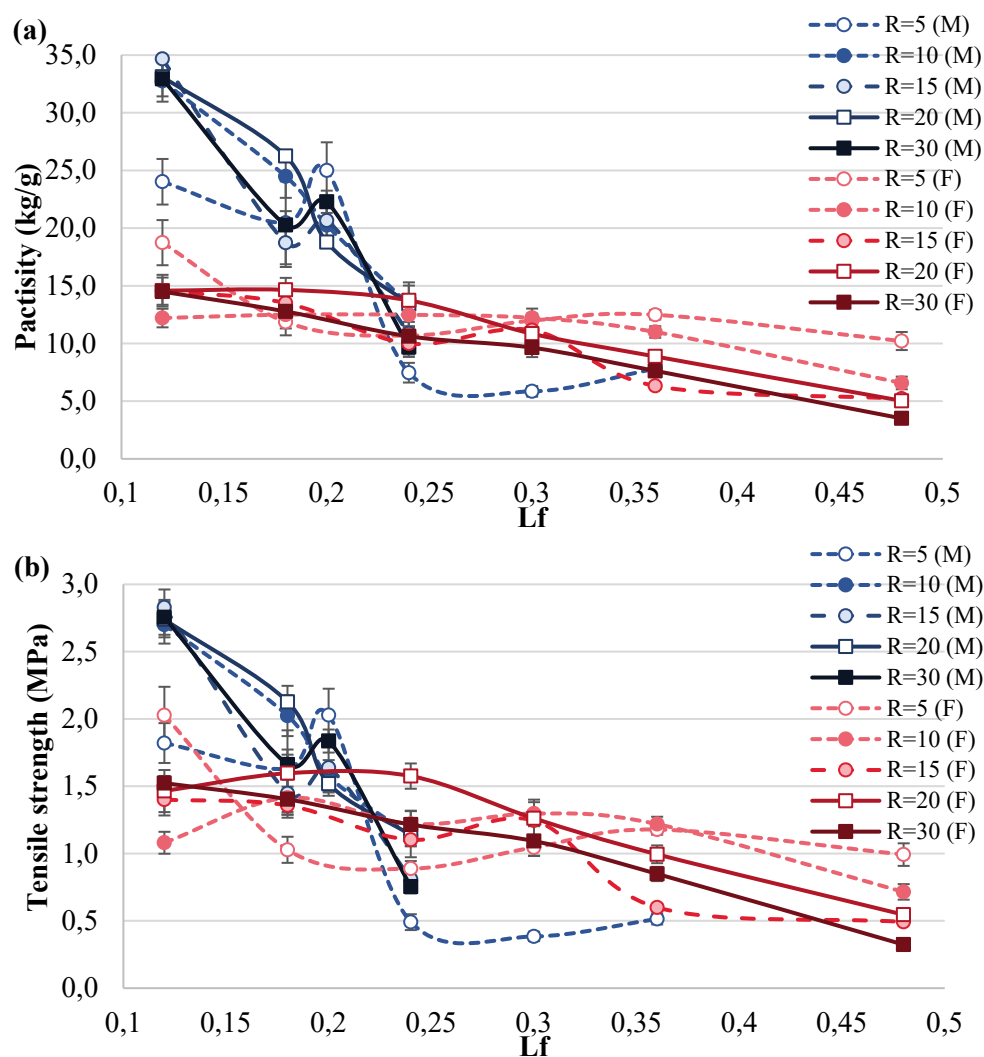 (a)
R=5 (M)
R=10 (M)
R=15 (M)
R=20 (M)
R=30 (M)
R=5 (F)
R=10 (F)
R=15 (F)
R=20 (F)
R=30 (F)
Pactisity (kg/g)
35,0
30,0
25,0
20,0
15,0
10,0
5,0
0,0
0,1
0,15
0,2
0,25
0,3
0,35
0,4
0,45
0,5
Lf
(b)
R=5 (M)
R=10 (M)
R=15 (M)
R=20 (M)
R=30 (M)
R=5 (F)
R=10 (F)
R=15 (F)
R=20 (F)
R=30 (F)
Tensile strength (MPa)
3,0
2,5
2,0
1,5
1,0
0,5
0,0
0,1
0,15
0,2
0,25
0,3
0,35
0,4
0,45
0,5
Lf